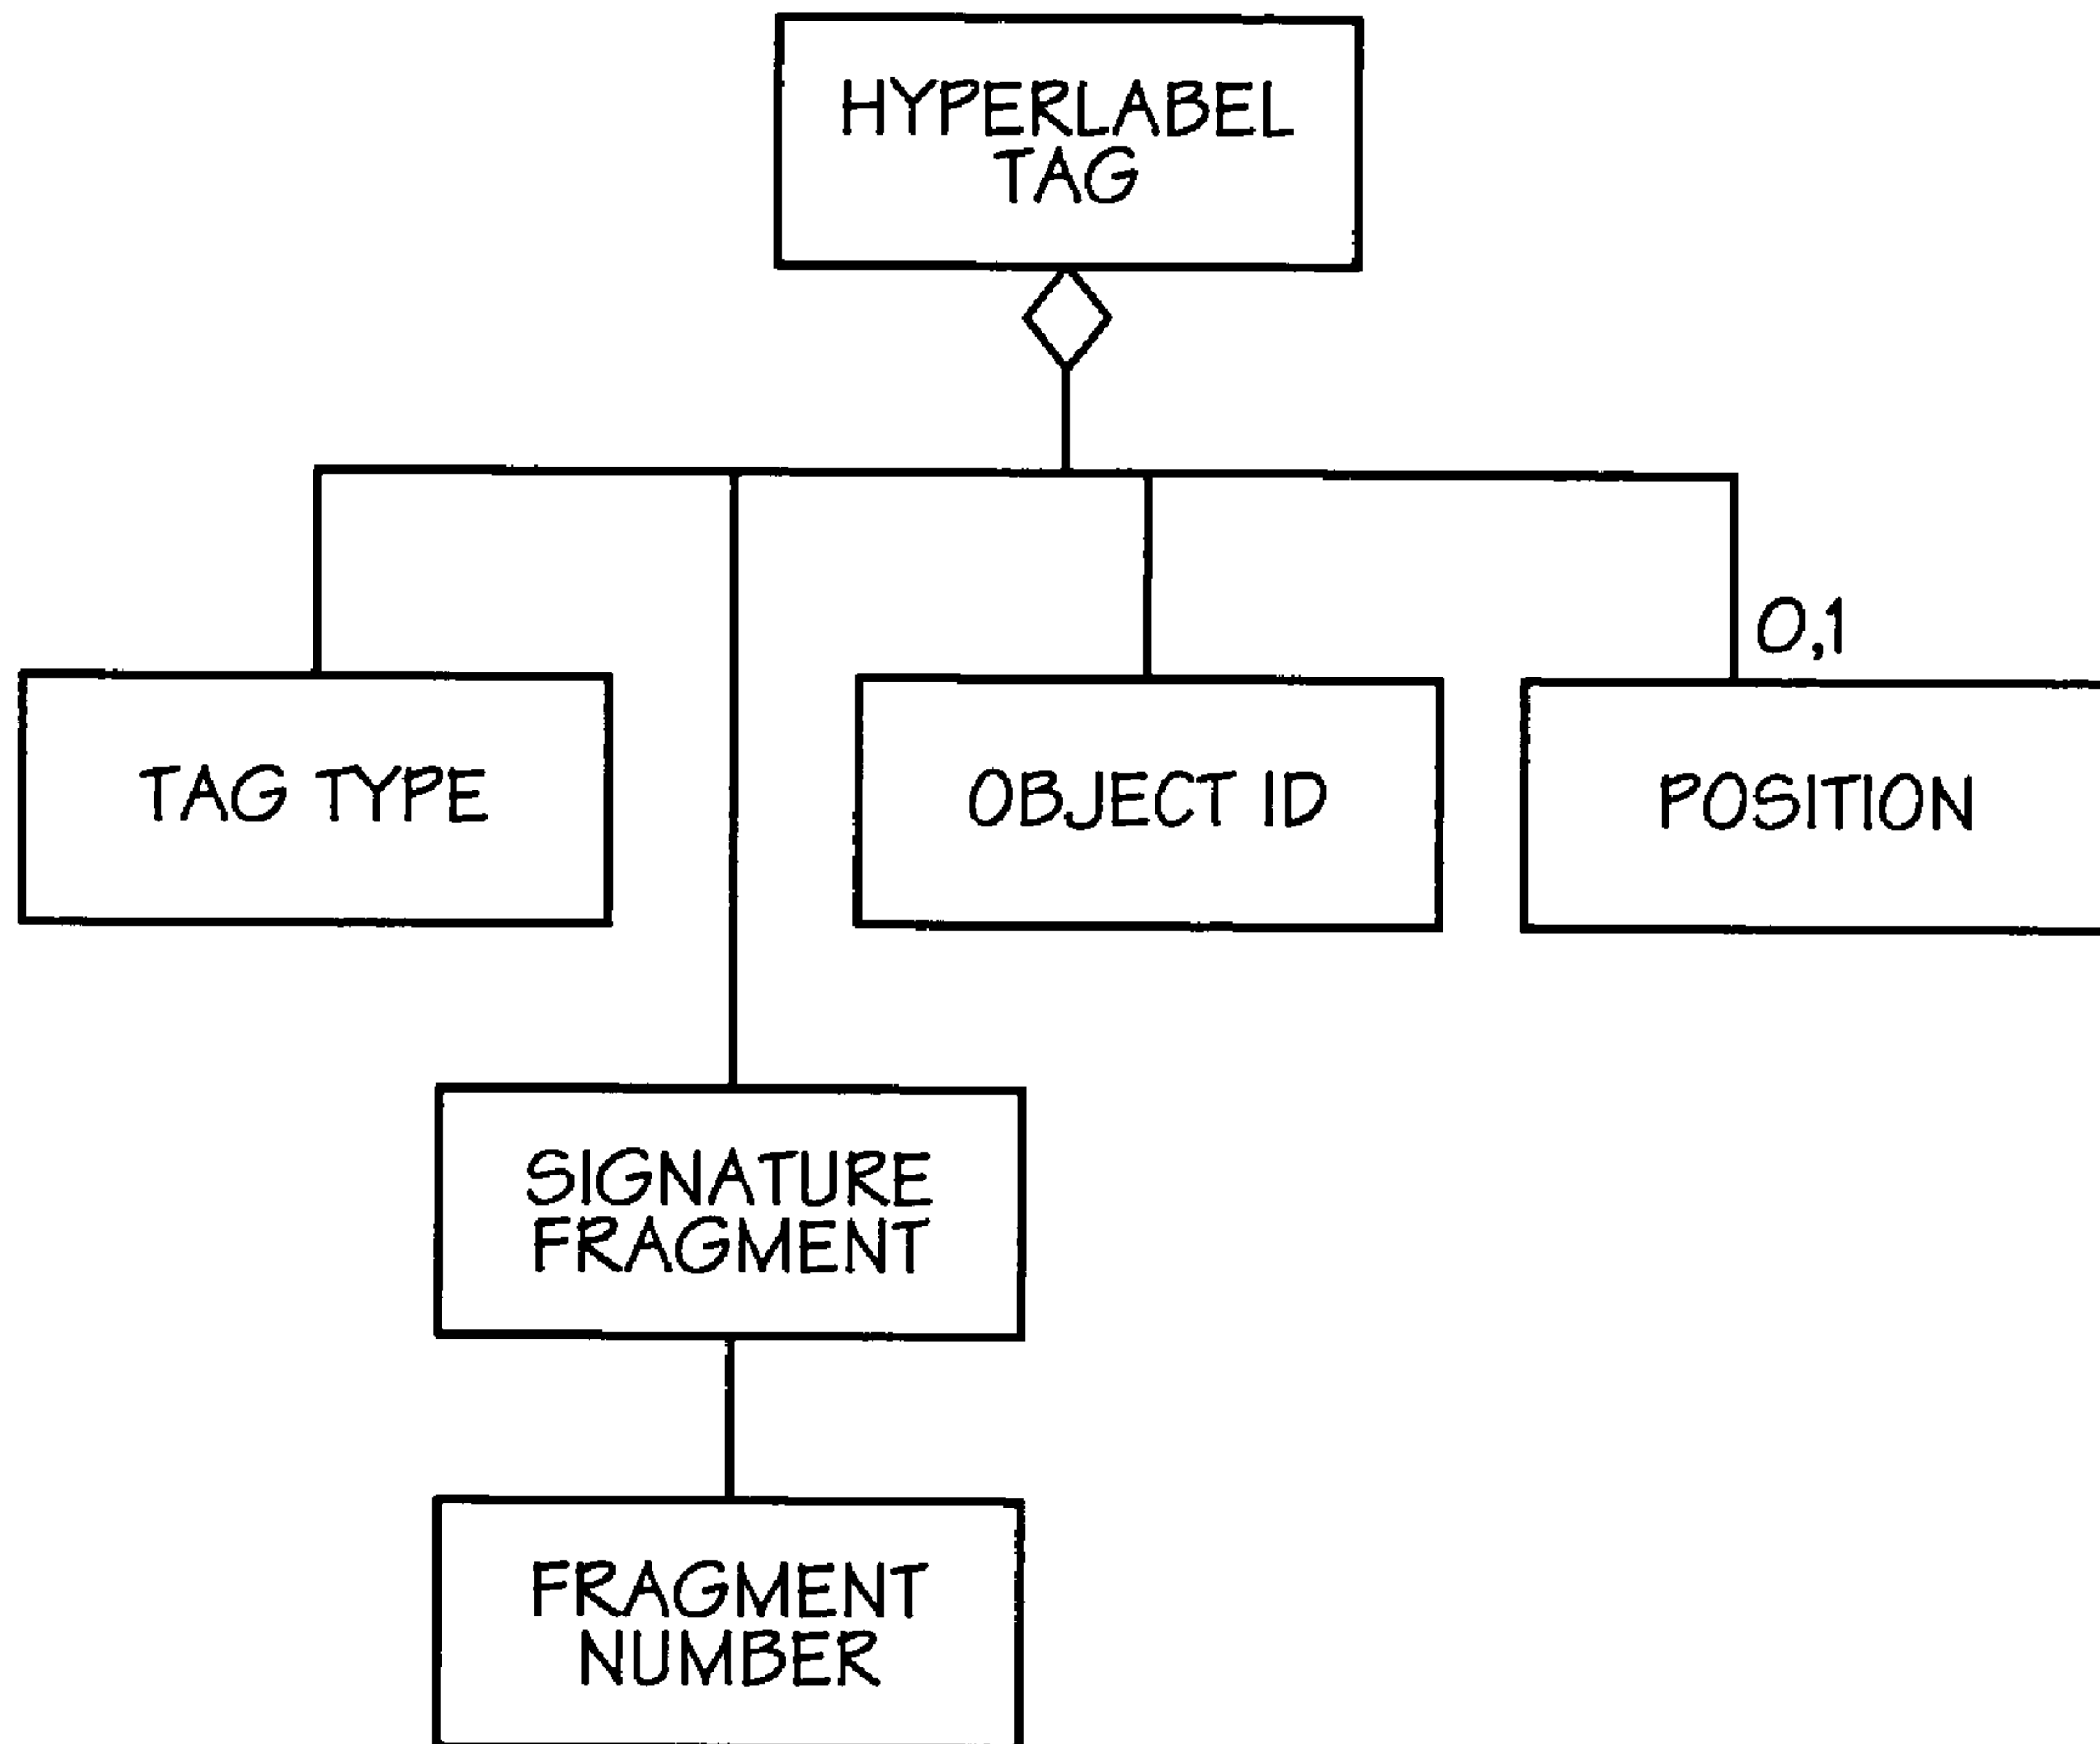 HYPERLABEL
TAG
0,1
TAG TYPE
OBJECT ID
POSITION
SIGNATURE
FRAGMENT
FRAGMENT
NUMBER